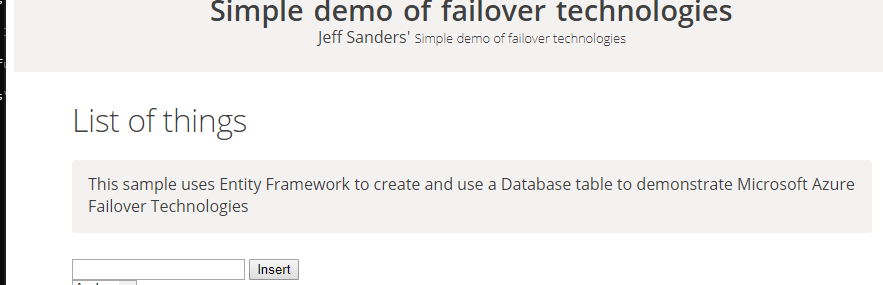 Simple demo of failover technologies
Jeff Sanders' Simple demo of failover technologies
List of things
This sample uses Entity Framework to create and use a Database table to demonstrate Microsoft Azure
Failover Technologies
Insert